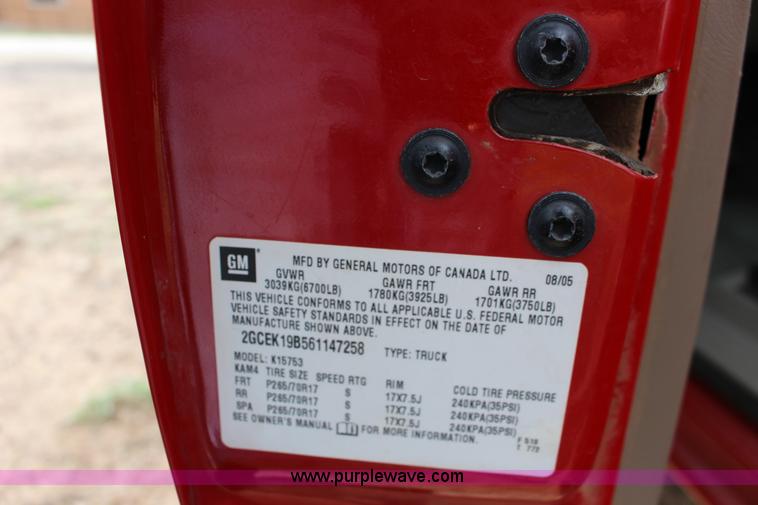 GM
MFD BY GENERAL MOTORS OF CANADA LTD. 08/05
GVWR GAWR FRT GAWR RR
3039KG(6700LB) 1780KG(3925LB) 1701KG(3750LB)
THIS VEHICLE CONFORMS TO ALL APPLICABLE U.S. FEDERAL MOTOR
VEHICLE SAFETY STANDARDS IN EFFECT ON THE DATE OF
MANUFACTURE SHOWN ABOVE.
2GCEK19B561147258 TYPE: TRUCK
MODEL: K15753
KAM4 TIRE SIZE SPEED RTG RIM COLD TIRE PRESSURE
FRT P265/70R17 S 17X7.5J 240KPA(35PSI)
RR P265/70R17 S 17X7.5J 240KPA(35PSI)
SPA P265/70R17 S 17X7.5J 240KPA(35PSI)
SEE OWNER'S MANUAL FOR MORE INFORMATION.
www.purplewave.com